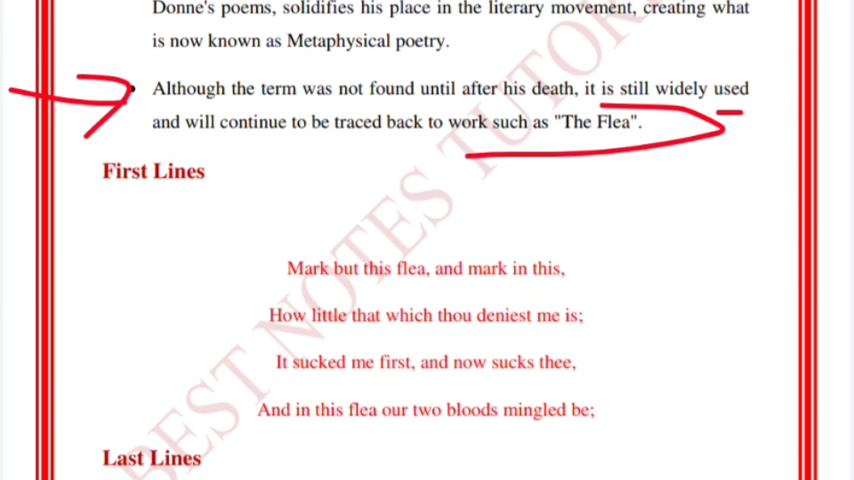 Donne's poems, solidifies his place in the literary movement, creating what
is now known as Metaphysical poetry.
Although the term was not found until after his death, it is still widely used
and will continue to be traced back to work such as "The Flea".
First Lines
Mark but this flea, and mark in this,
How little that which thou deniest me is;
It sucked me first, and now sucks thee,
And in this flea our two bloods mingled be;
Last Lines
BEST NOTES TUTOR